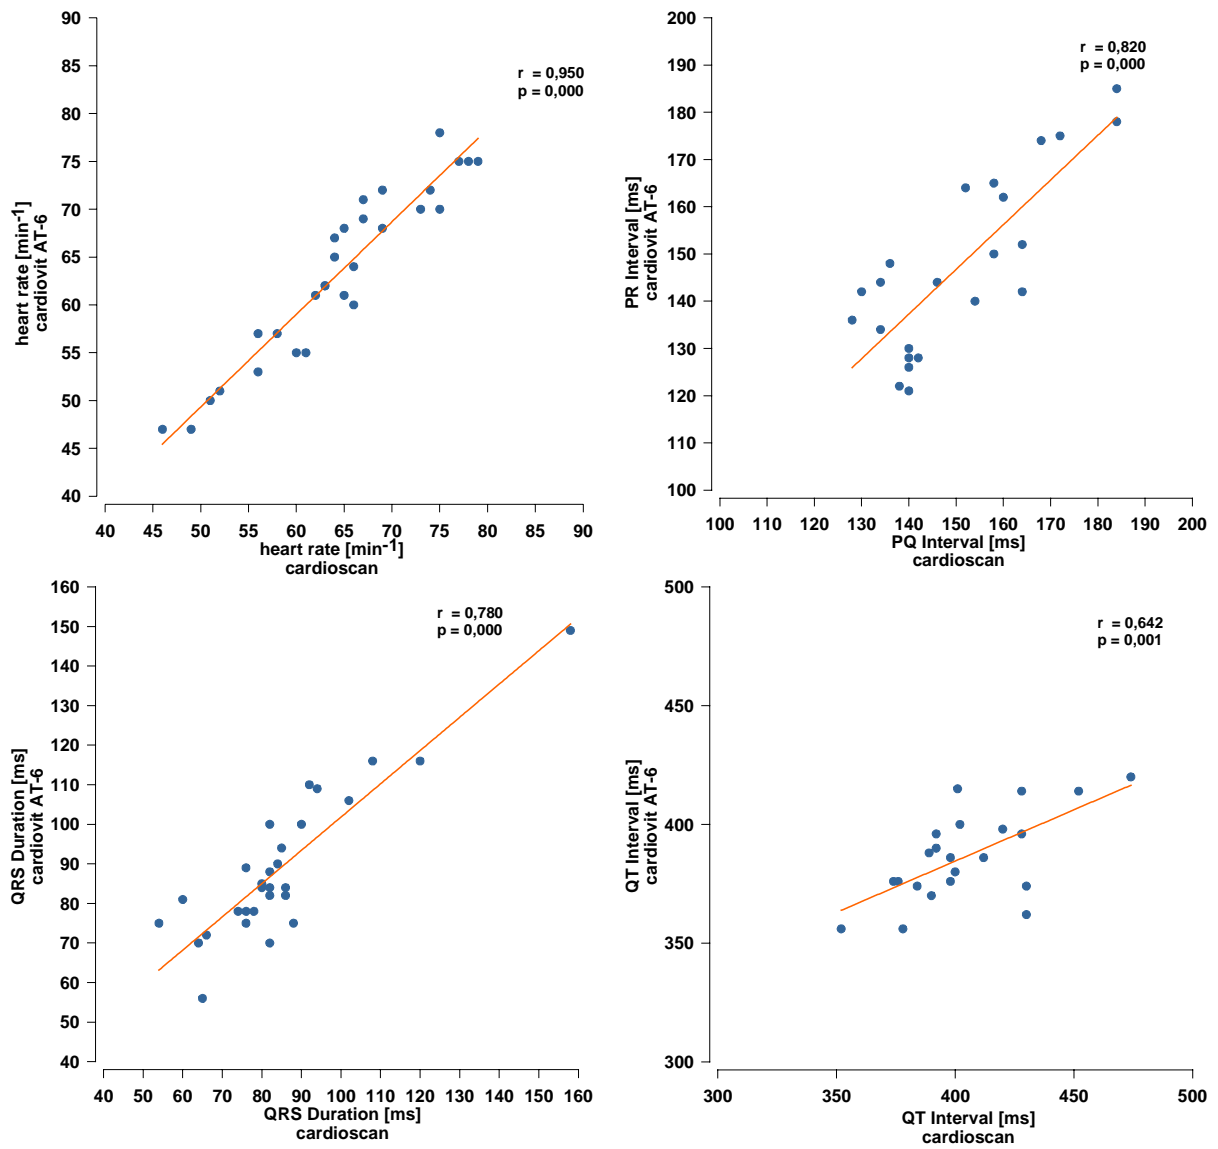 90
85
80
75
70
65
60
55
50
45
40
heart rate [min-1]
cardiovit AT-6
r = 0,950
p = 0,000
40 45 50 55 60 65 70 75 80 85 90
heart rate [min-1]
cardioscan
200
190
180
170
160
150
140
130
120
110
100
PR Interval [ms]
cardiovit AT-6
r = 0,820
p = 0,000
100 110 120 130 140 150 160 170 180 190 200
PQ Interval [ms]
cardioscan
160
150
140
130
120
110
100
90
80
70
60
50
40
QRS Duration [ms]
cardiovit AT-6
r = 0,780
p = 0,000
40 50 60 70 80 90 100 110 120 130 140 150 160
QRS Duration [ms]
cardioscan
500
450
400
350
300
QT Interval [ms]
cardiovit AT-6
r = 0,642
p = 0,001
300 350 400 450 500
QT Interval [ms]
cardioscan